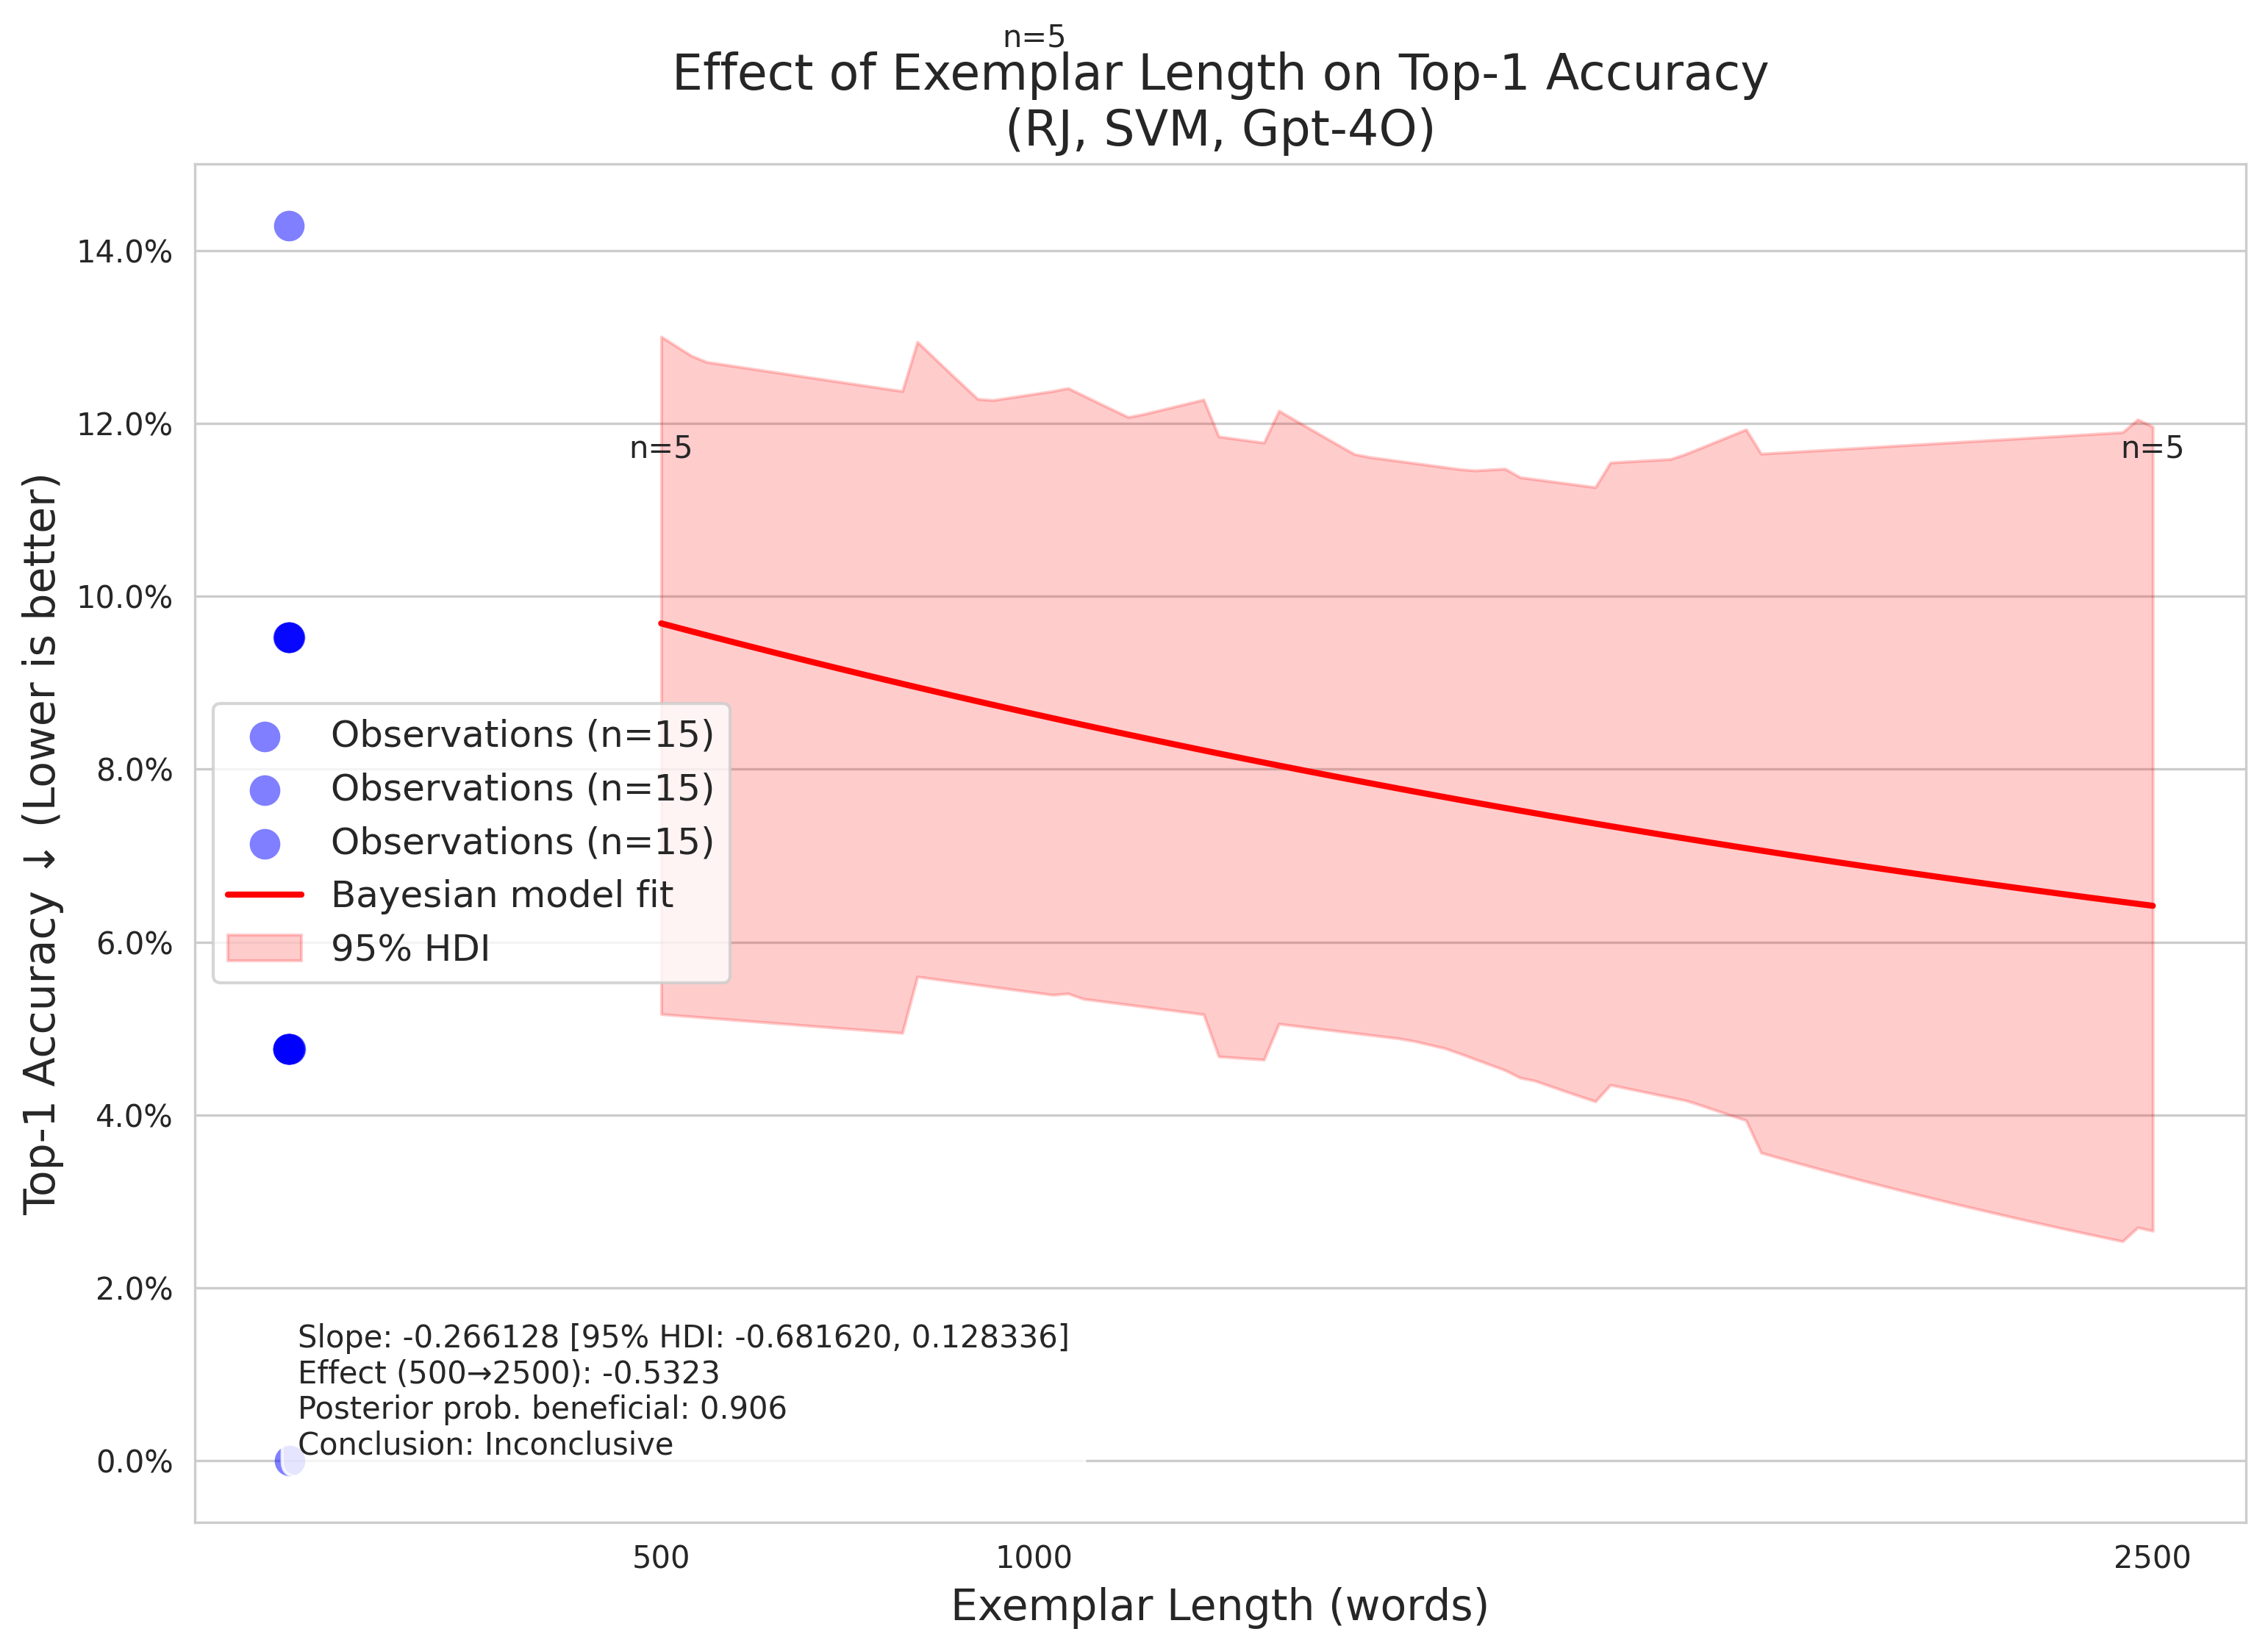 n=5
Effect of Exemplar Length on Top-1 Accuracy
(RJ, SVM, Gpt-4O)
Top-1 Accuracy ↓ (Lower is better)
14.0%
12.0%
10.0%
8.0%
6.0%
4.0%
2.0%
0.0%
n=5
n=5
Observations (n=15)
Observations (n=15)
Observations (n=15)
Bayesian model fit
95% HDI
Slope: -0.266128 [95% HDI: -0.681620, 0.128336]
Effect (500→2500): -0.5323
Posterior prob. beneficial: 0.906
Conclusion: Inconclusive
500
1000
2500
Exemplar Length (words)